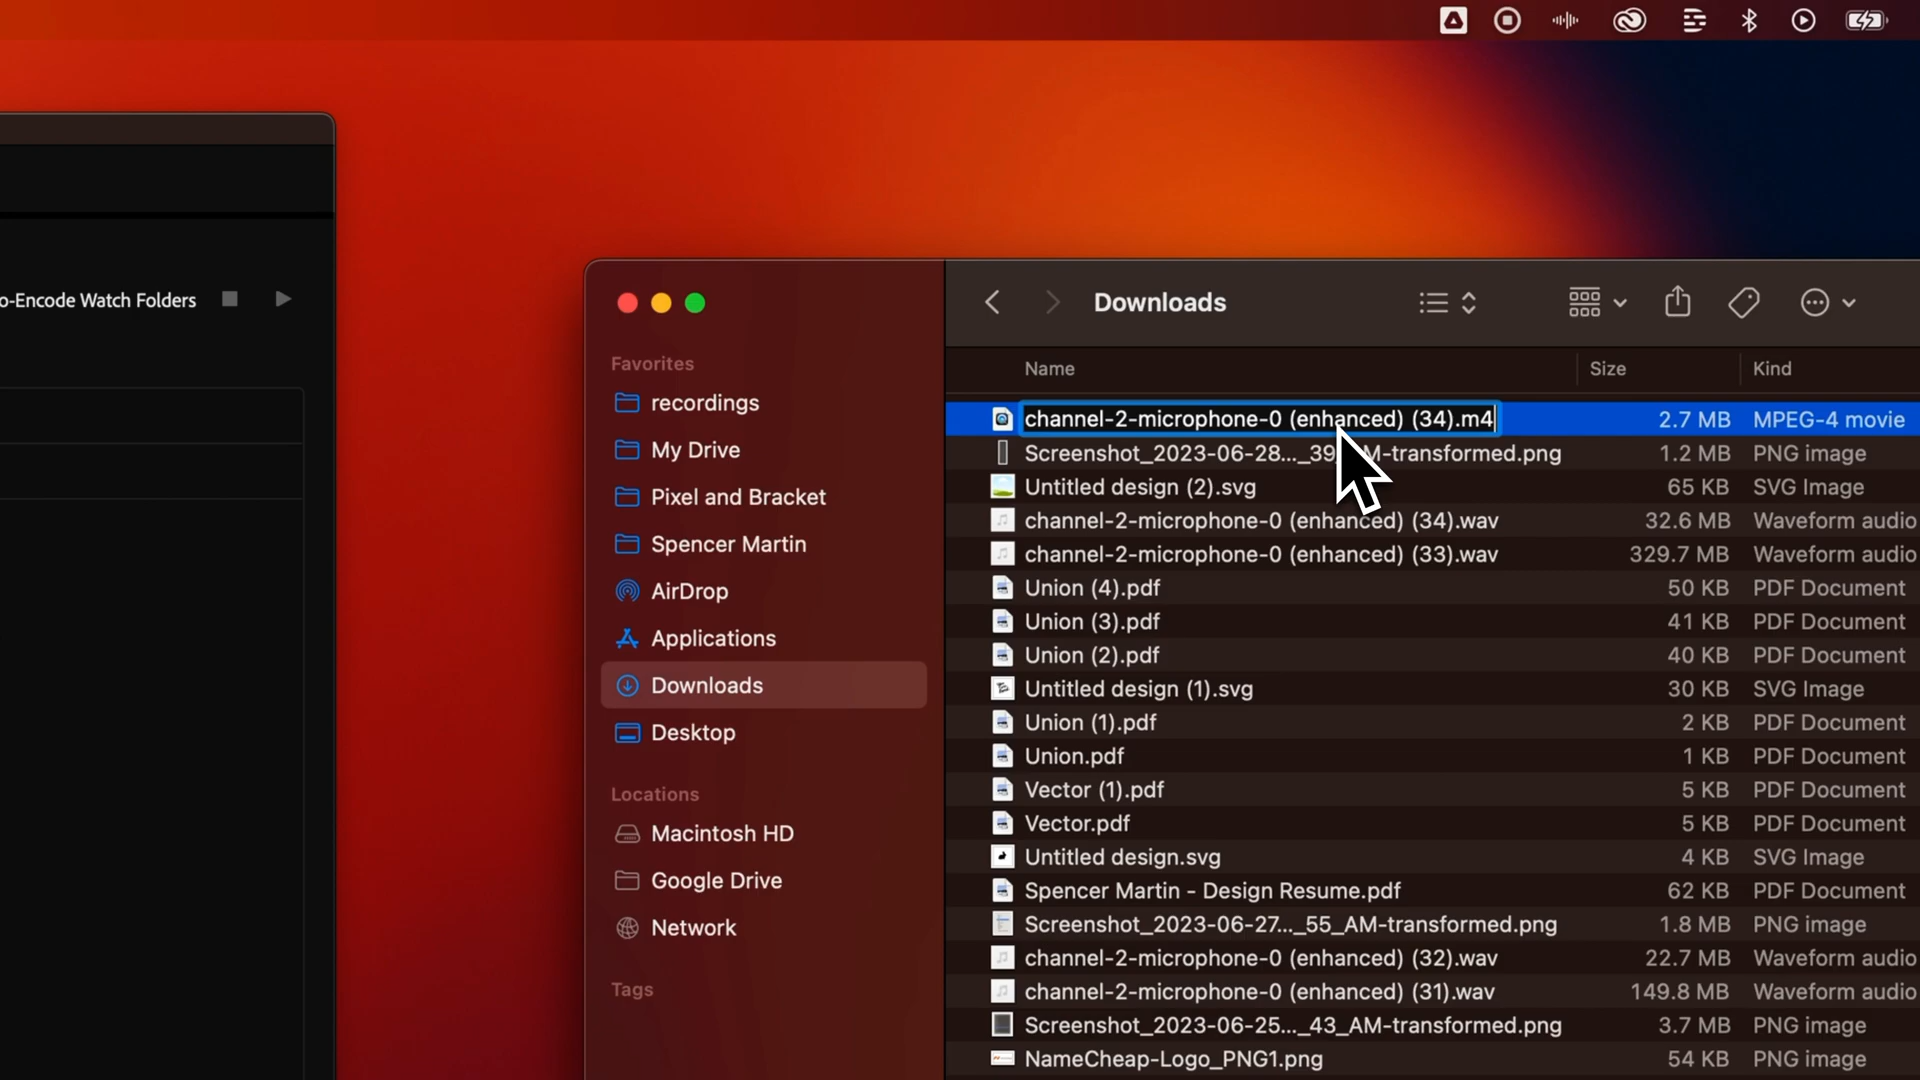 o-Encode Watch Folders
Downloads
Favorites
recordings
My Drive
Pixel and Bracket
Spencer Martin
AirDrop
Applications
Downloads
Desktop
Locations
Macintosh HD
Google Drive
Network
Tags
Name Size Kind
channel-2-microphone-0 (enhanced) (34).m4 2.7 MB MPEG-4 movie
Screenshot_2023-06-28..._39 M-transformed.png 1.2 MB PNG image
Untitled design (2).svg 65 KB SVG Image
channel-2-microphone-0 (enhanced) (34).wav 32.6 MB Waveform audio
channel-2-microphone-0 (enhanced) (33).wav 329.7 MB Waveform audio
Union (4).pdf 50 KB PDF Document
Union (3).pdf 41 KB PDF Document
Union (2).pdf 40 KB PDF Document
Untitled design (1).svg 30 KB SVG Image
Union (1).pdf 2 KB PDF Document
Union.pdf 1 KB PDF Document
Vector (1).pdf 5 KB PDF Document
Vector.pdf 5 KB PDF Document
Untitled design.svg 4 KB SVG Image
Spencer Martin - Design Resume.pdf 62 KB PDF Document
Screenshot_2023-06-27..._55_AM-transformed.png 1.8 MB PNG image
channel-2-microphone-0 (enhanced) (32).wav 22.7 MB Waveform audio
channel-2-microphone-0 (enhanced) (31).wav 149.8 MB Waveform audio
Screenshot_2023-06-25..._43_AM-transformed.png 3.7 MB PNG image
NameCheap-Logo_PNG1.png 54 KB PNG image